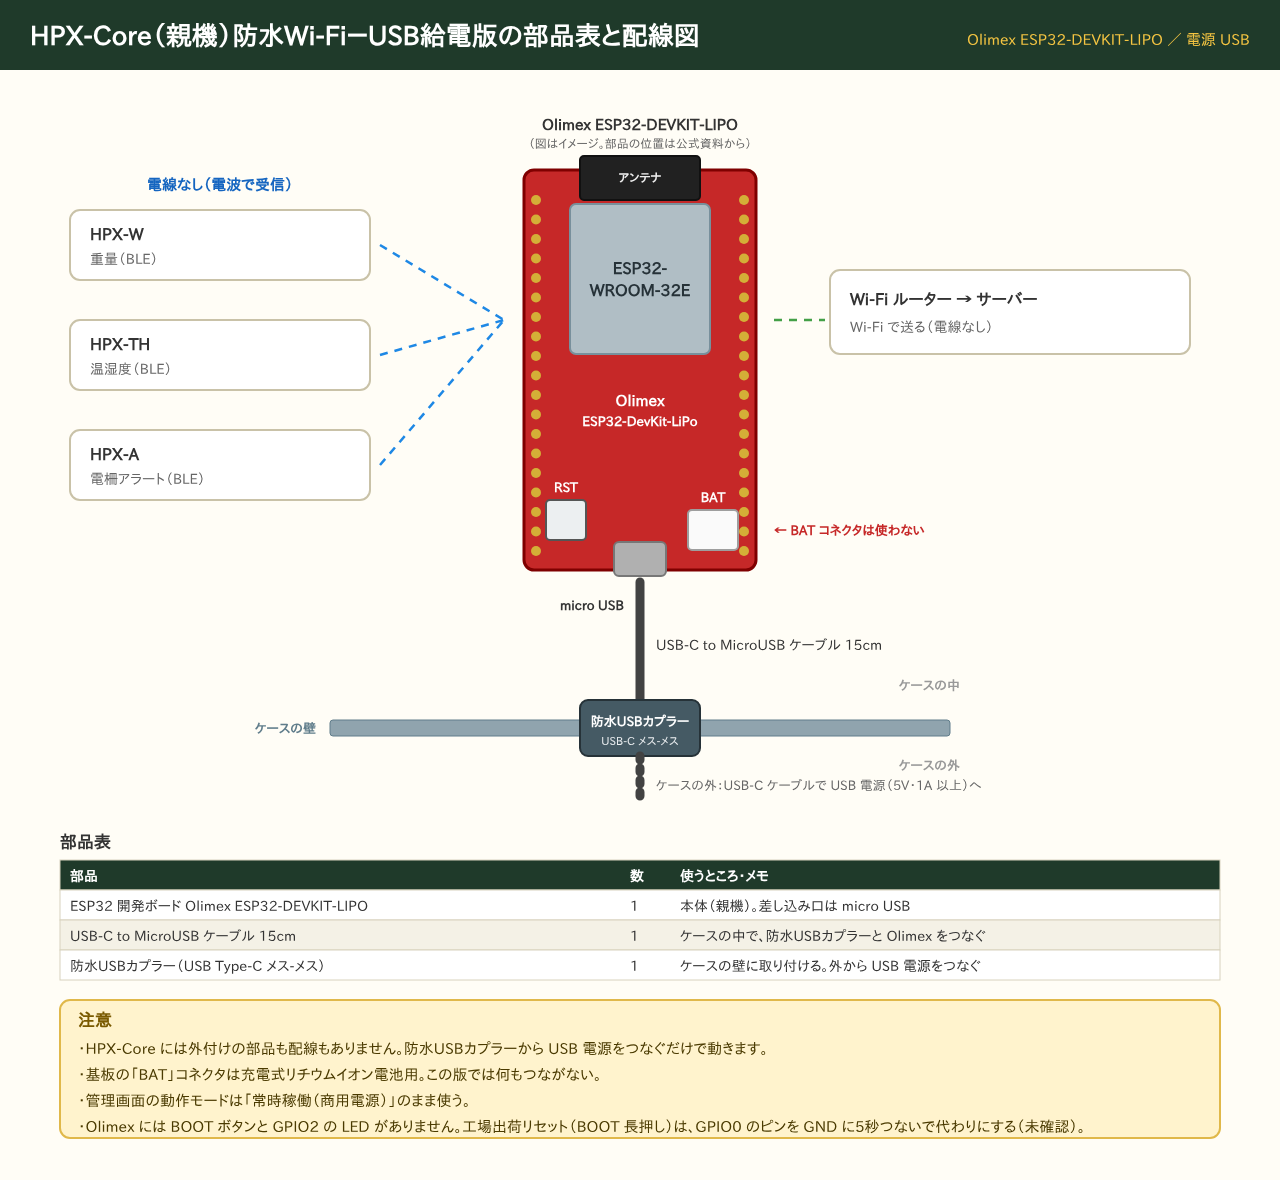 HPX-Core（親機）防水Wi-Fi－USB給電版の部品表と配線図
Olimex ESP32-DEVKIT-LIPO ／ 電源 USB
Olimex ESP32-DEVKIT-LIPO
（図はイメージ。部品の位置は公式資料から）
アンテナ
電線なし（電波で受信）
HPX-W
重量（BLE）
HPX-TH
温湿度（BLE）
HPX-A
電柵アラート（BLE）
ESP32-
WROOM-32E
Wi-Fi ルーター → サーバー
Wi-Fi で送る（電線なし）
Olimex
ESP32-DevKit-LiPo
RST
BAT
← BAT コネクタは使わない
micro USB
USB-C to MicroUSB ケーブル 15cm
ケースの中
ケースの壁
防水USBカプラー
USB-C メス-メス
ケースの外
ケースの外：USB-C ケーブルで USB 電源（5V・1A 以上）へ
部品表
部品 数 使うところ・メモ
ESP32 開発ボード Olimex ESP32-DEVKIT-LIPO 1 本体（親機）。差し込み口は micro USB
USB-C to MicroUSB ケーブル 15cm 1 ケースの中で、防水USBカプラーと Olimex をつなぐ
防水USBカプラー（USB Type-C メス-メス） 1 ケースの壁に取り付ける。外から USB 電源をつなぐ
注意
・HPX-Core には外付けの部品も配線もありません。防水USBカプラーから USB 電源をつなぐだけで動きます。
・基板の「BAT」コネクタは充電式リチウムイオン電池用。この版では何もつながない。
・管理画面の動作モードは「常時稼働（商用電源）」のまま使う。
・Olimex には BOOT ボタンと GPIO2 の LED がありません。工場出荷リセット（BOOT 長押し）は、GPIO0 のピンを GND に5秒つないで代わりにする（未確認）。